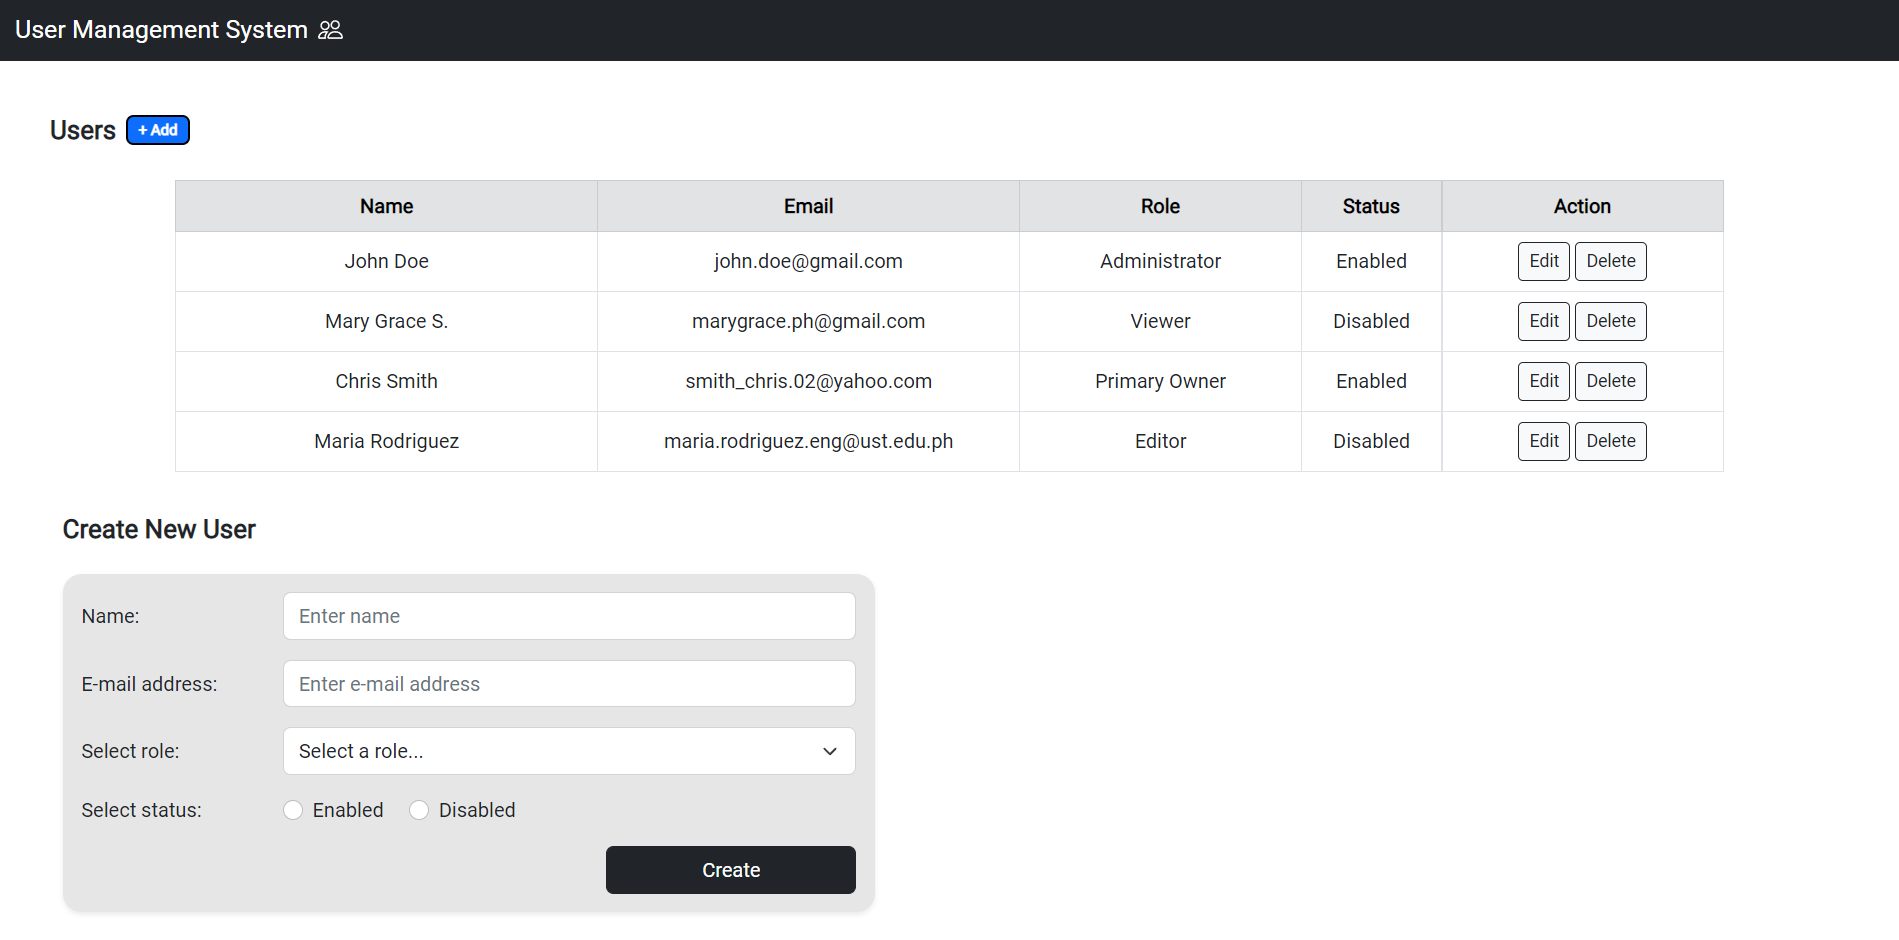 User Management System
Users + Add
Name Email Role Status Action
John Doe john.doe@gmail.com Administrator Enabled Edit Delete
Mary Grace S. marygrace.ph@gmail.com Viewer Disabled Edit Delete
Chris Smith smith_chris.02@yahoo.com Primary Owner Enabled Edit Delete
Maria Rodriguez maria.rodriguez.eng@ust.edu.ph Editor Disabled Edit Delete
Create New User
Name: Enter name
E-mail address: Enter e-mail address
Select role: Select a role...
Select status: Enabled Disabled
Create